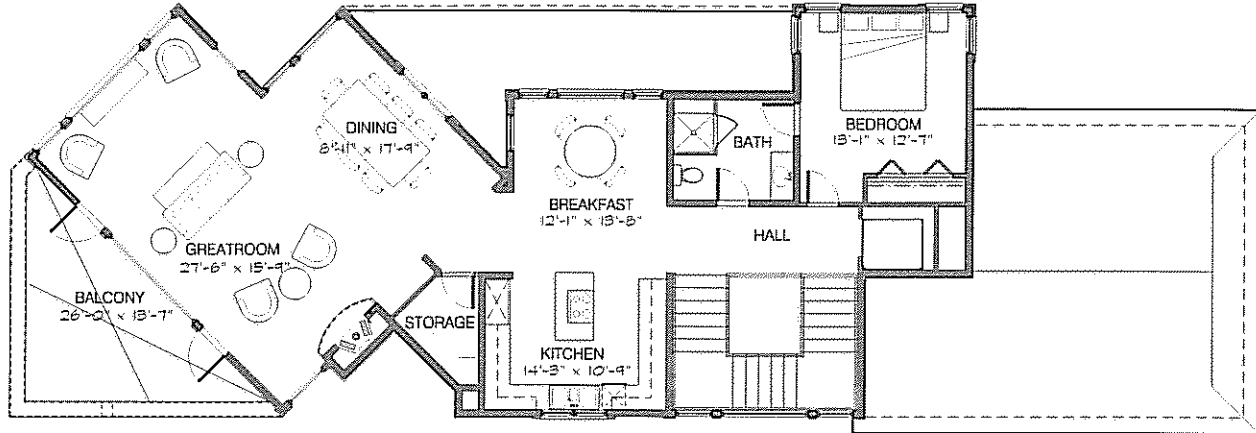 DINING
8'-11" x 17'-9"
BATH
BEDROOM
13'-1" x 12'-7"
BREAKFAST
12'-1" x 13'-8"
HALL
GREATROOM
27'-6" x 15'-9"
BALCONY
26'-0" x 13'-7"
STORAGE
KITCHEN
14'-3" x 10'-9"